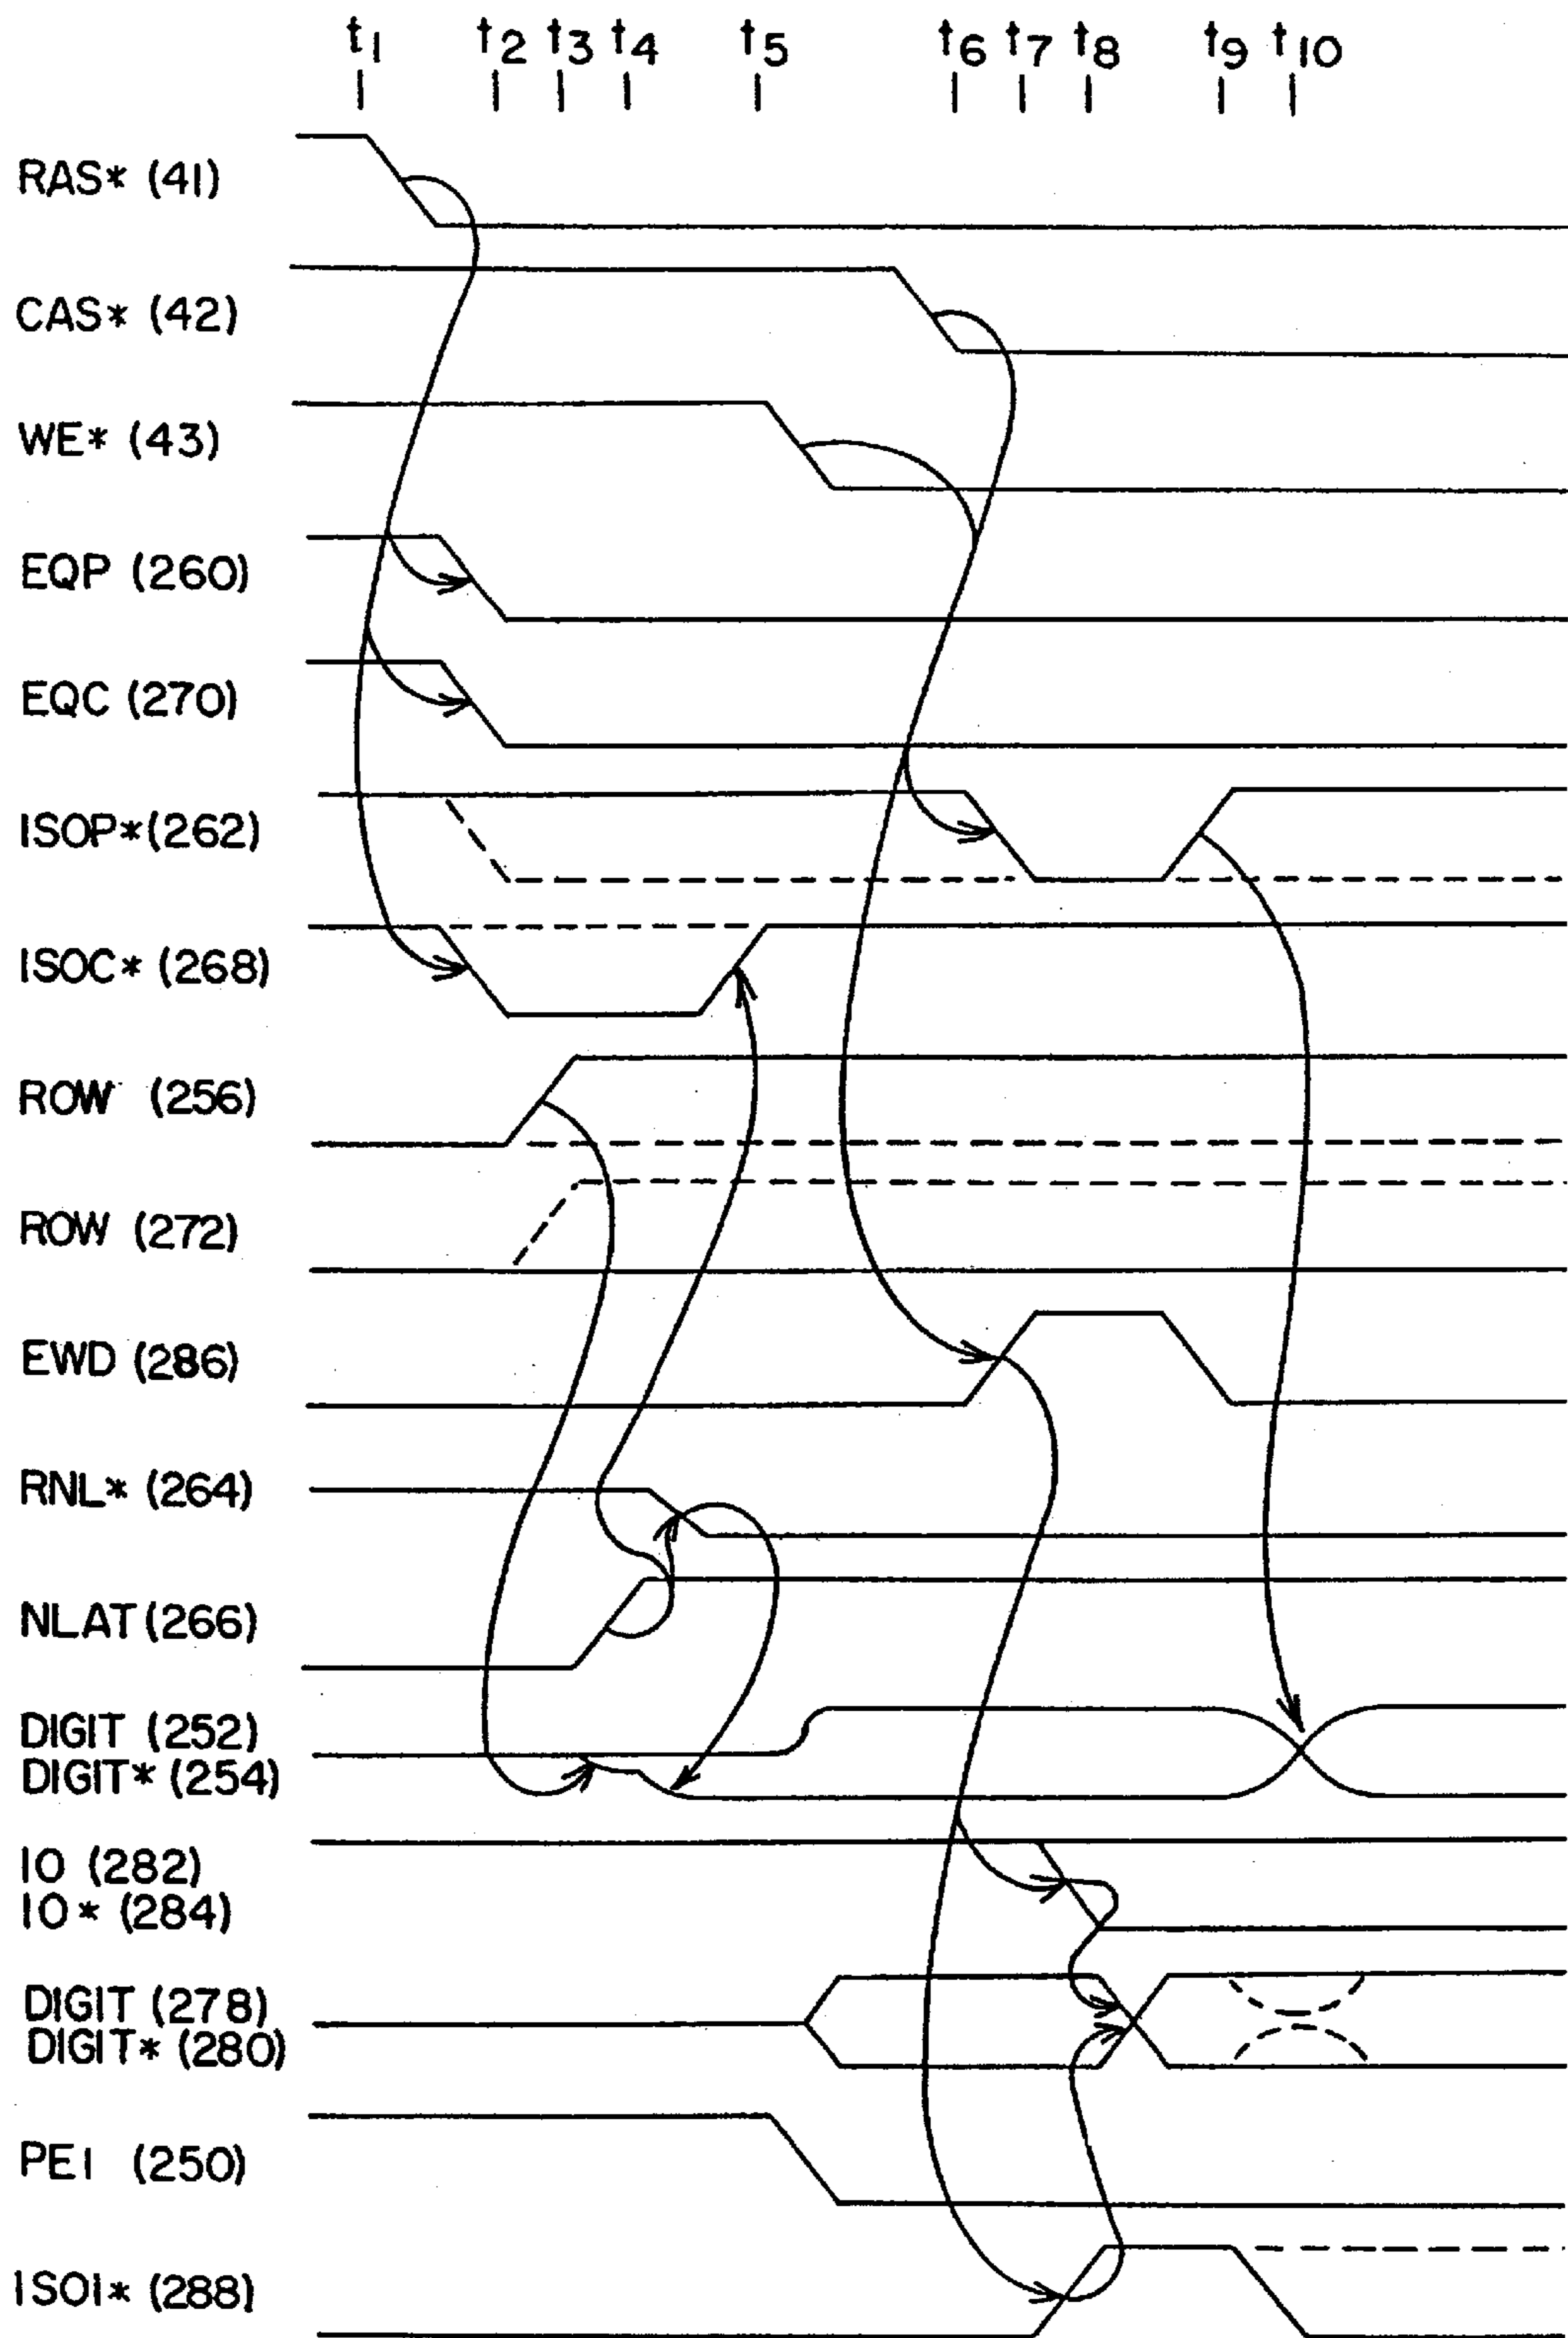 t1 t2 t3 t4 t5 t6 t7 t8 t9 t10
RAS* (41)
CAS* (42)
WE* (43)
EQP (260)
EQC (270)
ISOP* (262)
ISOC* (268)
ROW (256)
ROW (272)
EWD (286)
RNL* (264)
NLAT (266)
DIGIT (252)
DIGIT* (254)
IO (282)
IO* (284)
DIGIT (278)
DIGIT* (280)
PE1 (250)
ISOI* (288)